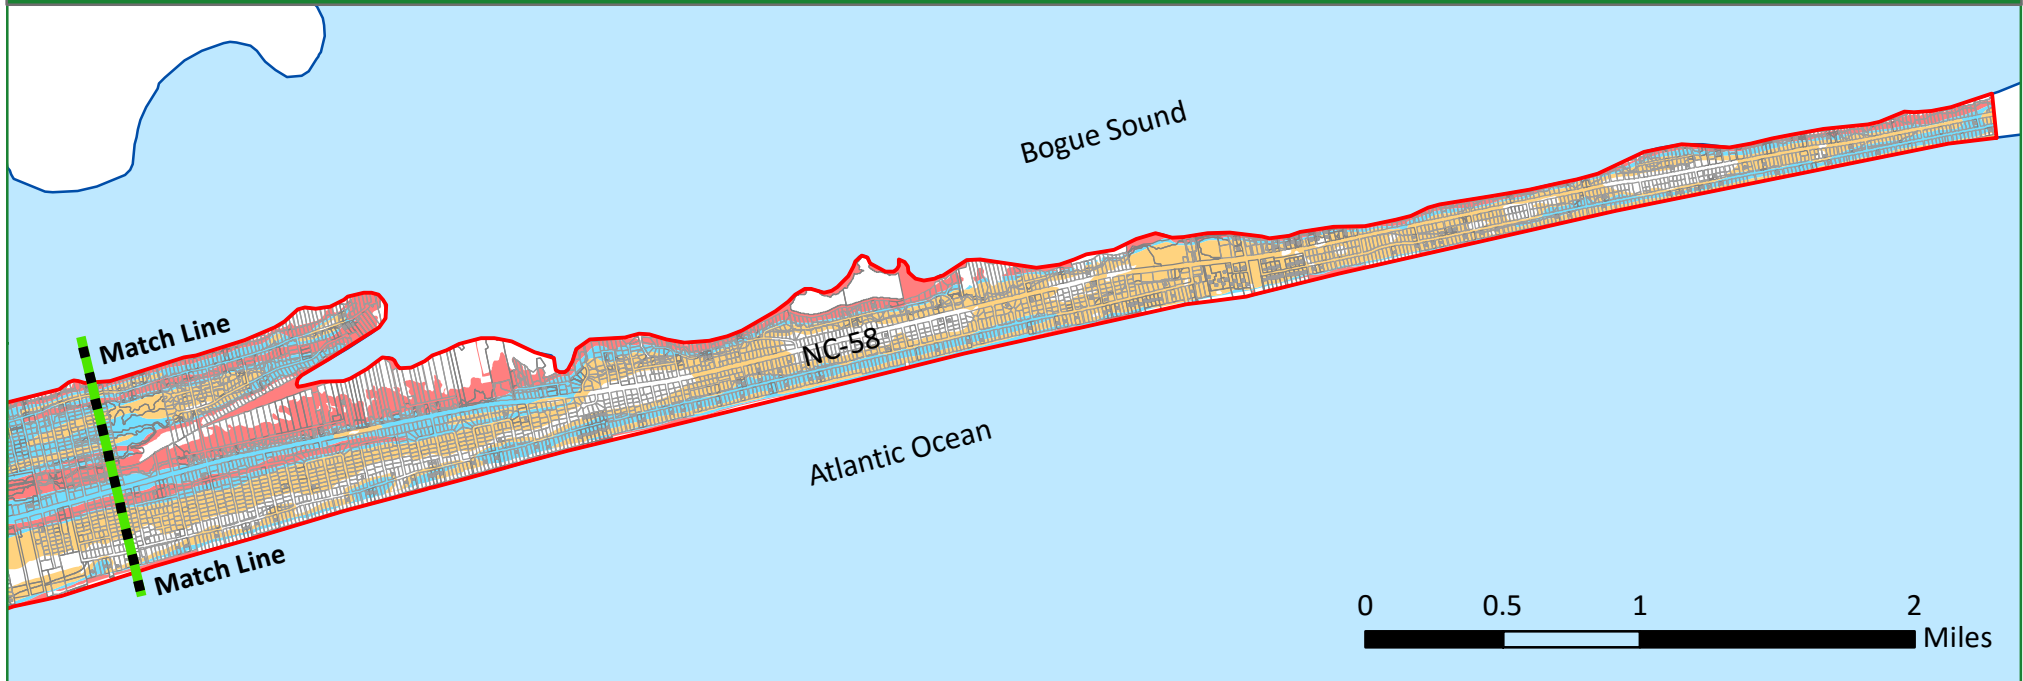 Bogue Sound
Match Line
NC-58
Atlantic Ocean
Match Line
0 0.5 1 2
Miles